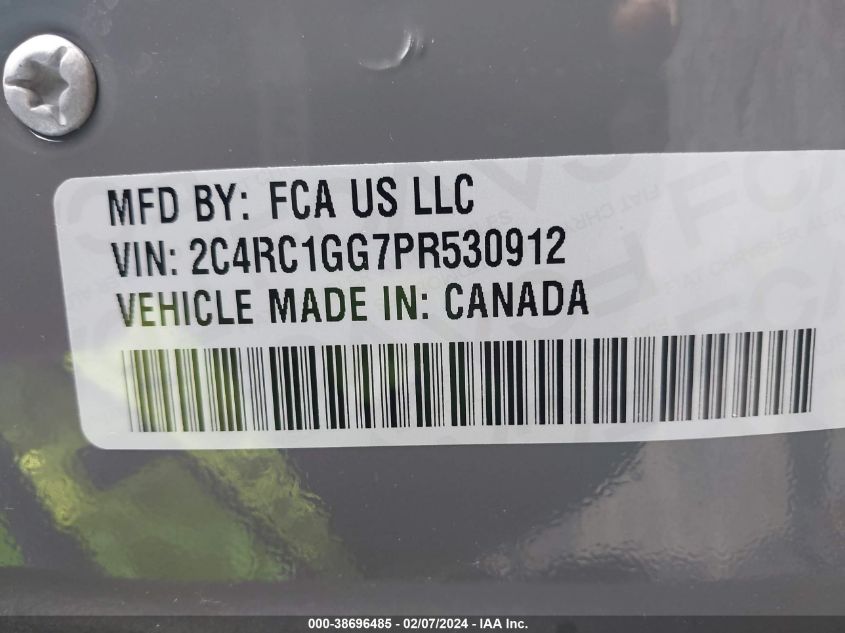 MFD BY: FCA US LLC
VIN: 2C4RC1GG7PR530912
VEHICLE MADE IN: CANADA
000-38696485 - 02/07/2024 - IAA Inc.